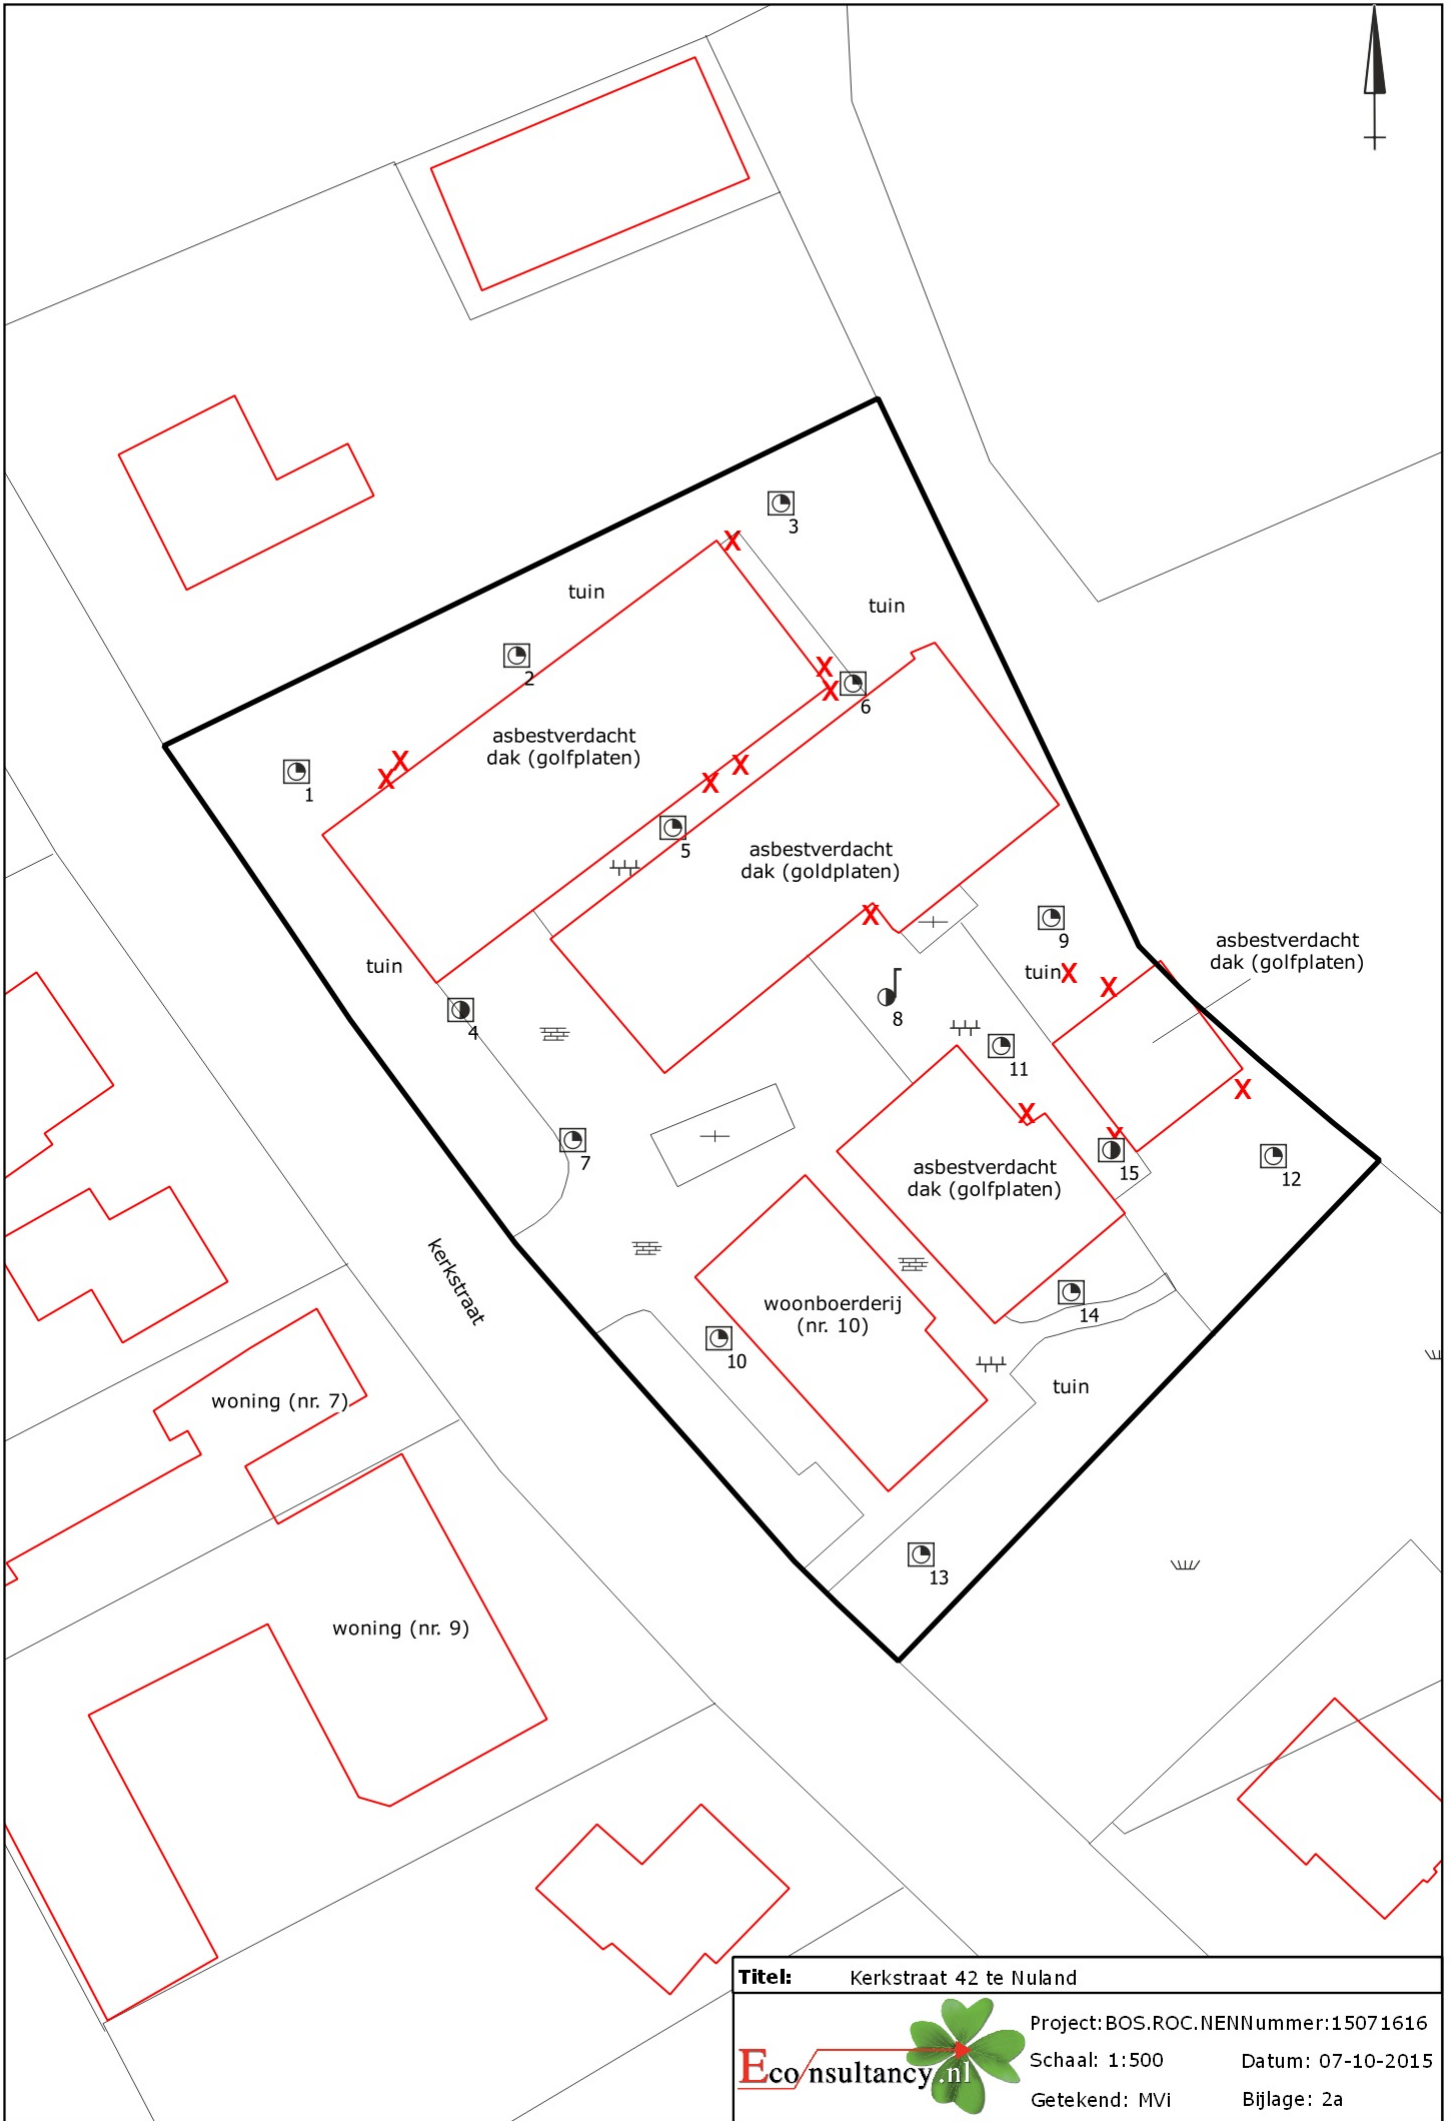 3
tuin
tuin
2
6
asbestverdacht
dak (golfplaten)
1
5
asbestverdacht
dak (goldplaten)
9
asbestverdacht
dak (golfplaten)
tuin
tuin
8
4
11
7
15
12
asbestverdacht
dak (golfplaten)
kerkstraat
woonboerderij
(nr. 10)
14
10
tuin
woning (nr. 7)
13
woning (nr. 9)
Titel: Kerkstraat 42 te Nuland
Econsultancy.nl
Project:BOS.ROC.NENNummer:15071616
Schaal: 1:500 Datum: 07-10-2015
Getekend: MVi Bijlage: 2a